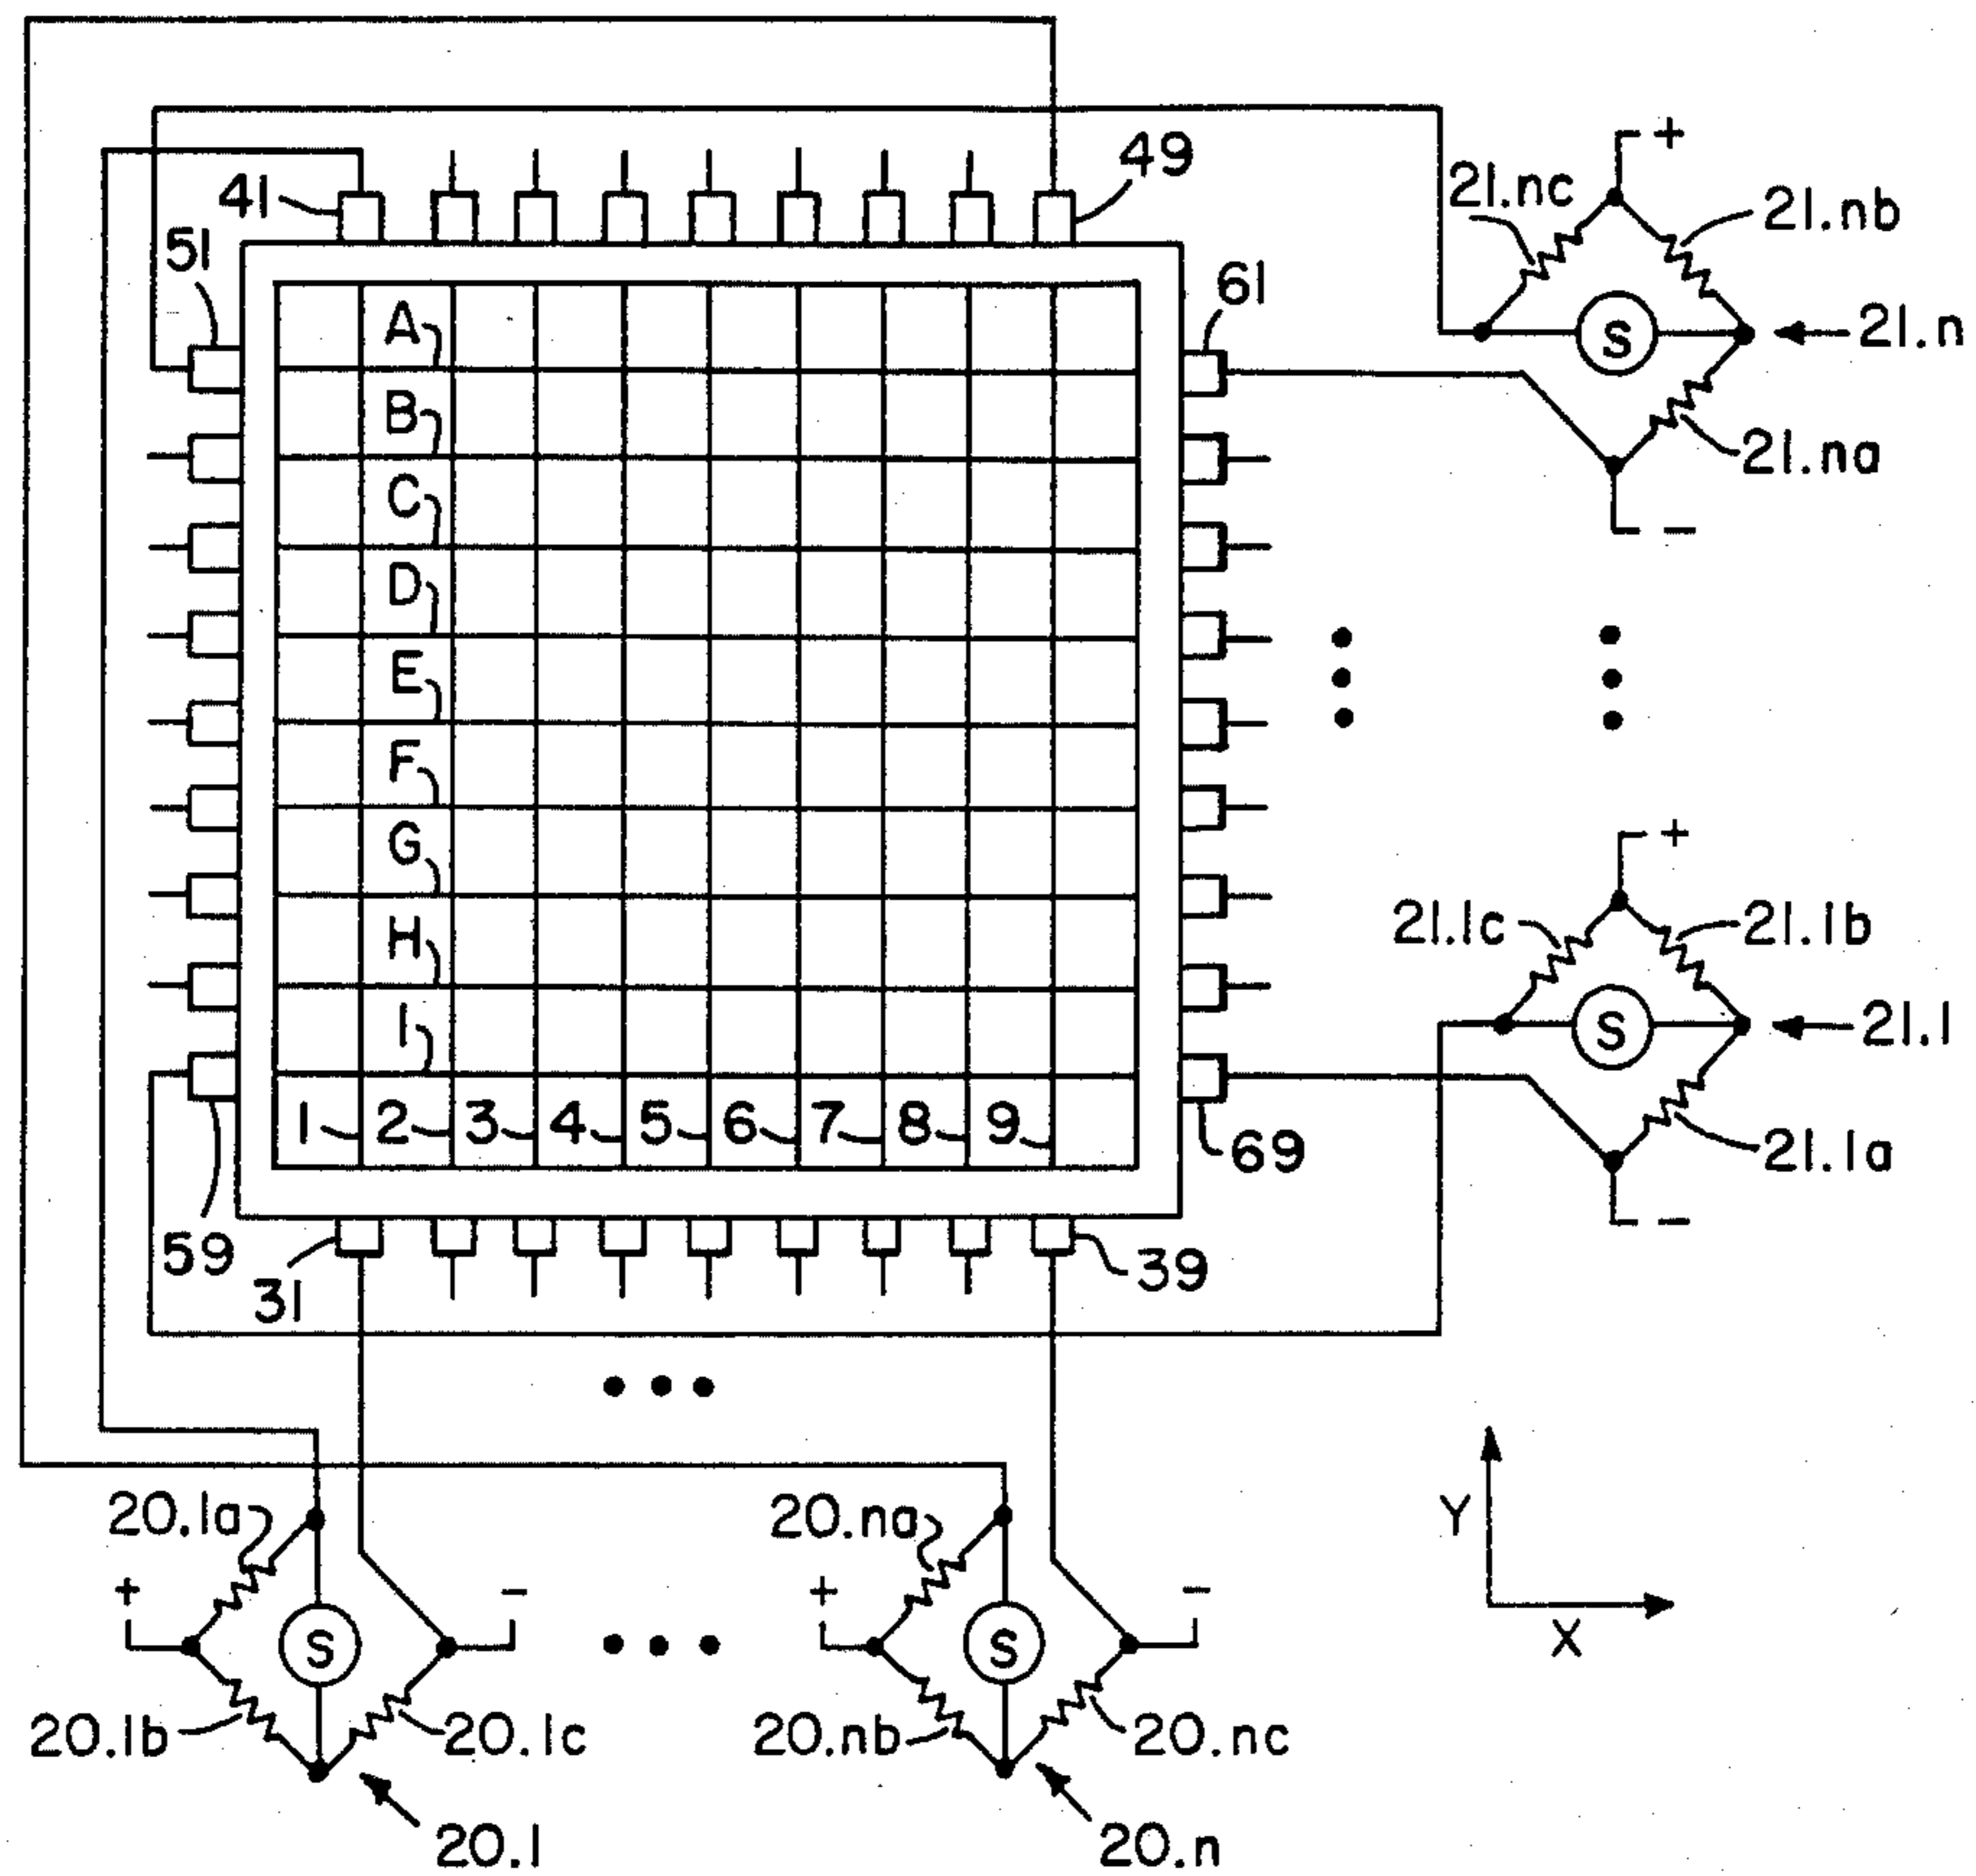 49
41
51
61
21.nc
+
21.nb
S
21.n
21.na
-
A
B
C
D
E
F
G
H
I
1 2 3 4 5 6 7 8 9
+
21.1c
21.1b
S
21.1
21.1a
-
69
59
31
39
20.1a
+
-
S
20.1b
20.1c
20.1
20.na
+
-
S
20.nb
20.nc
20.n
Y
X